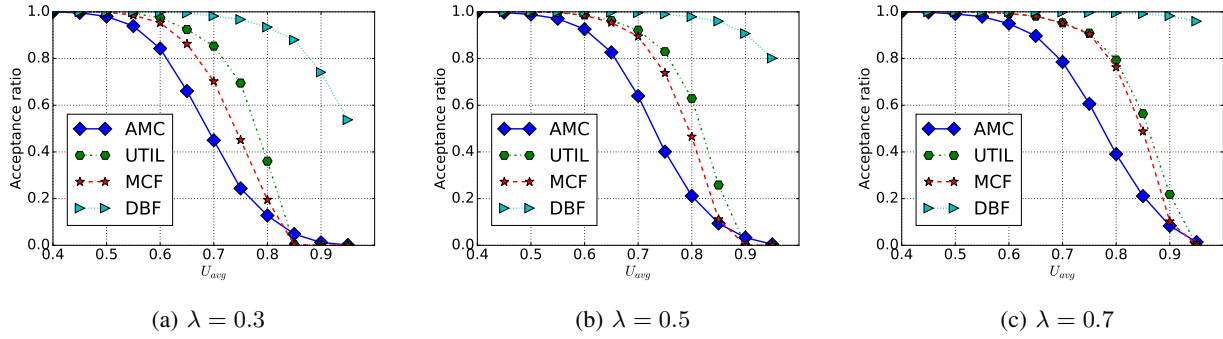 1.0
0.8
0.6
0.4
0.2
0.0
Acceptance ratio
AMC
UTIL
MCF
DBF
0.4 0.5 0.6 0.7 0.8 0.9
U_avg
(a) λ = 0.3
1.0
0.8
0.6
0.4
0.2
0.0
Acceptance ratio
AMC
UTIL
MCF
DBF
0.4 0.5 0.6 0.7 0.8 0.9
U_avg
(b) λ = 0.5
1.0
0.8
0.6
0.4
0.2
0.0
Acceptance ratio
AMC
UTIL
MCF
DBF
0.4 0.5 0.6 0.7 0.8 0.9
U_avg
(c) λ = 0.7